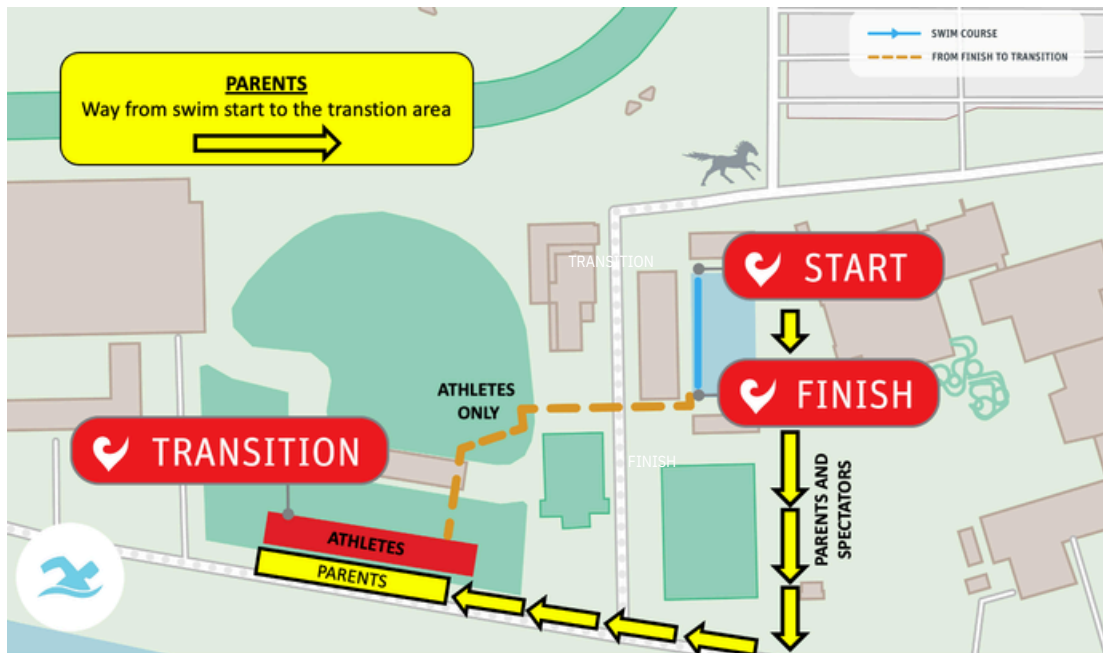 SWIM COURSE
FROM FINISH TO TRANSITION
PARENTS
Way from swim start to the transtion area
TRANSITION
START
FINISH
ATHLETES
ONLY
TRANSITION
FINISH
PARENTS AND
SPECTATORS
ATHLETES
PARENTS